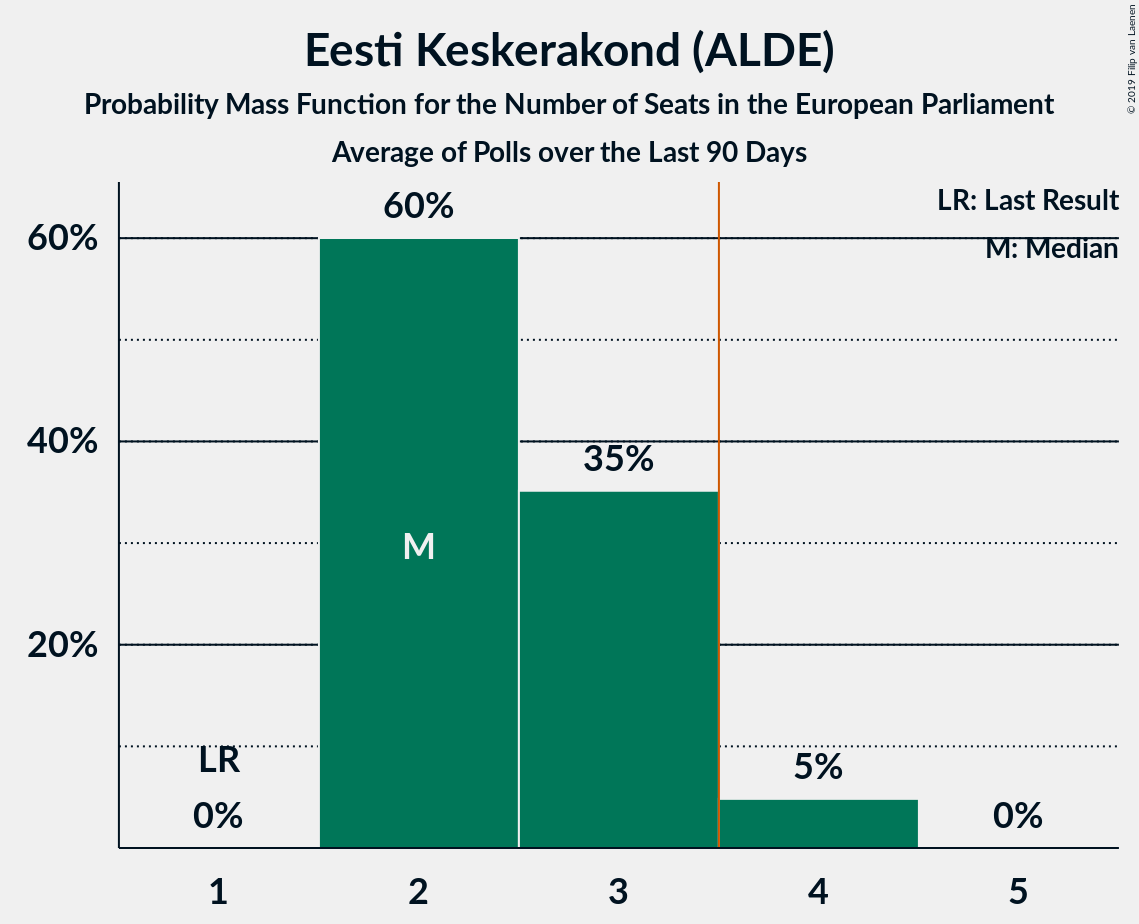 Eesti Keskerakond (ALDE)
Probability Mass Function for the Number of Seats in the European Parliament
Average of Polls over the Last 90 Days
© 2019 Filip van Laenen
LR: Last Result
M: Median
60%
40%
20%
LR
0%
60%
M
35%
5%
0%
1 2 3 4 5